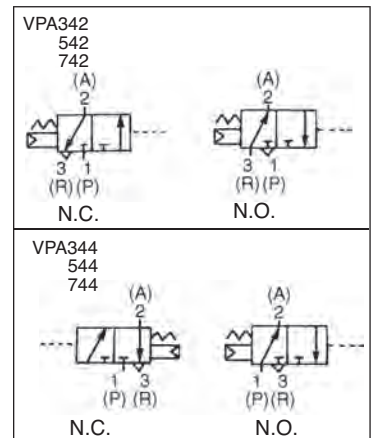 VPA342
542
742
(A) (A)
2 2
3 1 3 1
(R) (P) (R) (P)
N.C. N.O.
VPA344
544
744
(A) (A)
2 2
1 3 1 3
(P) (R) (P) (R)
N.C. N.O.